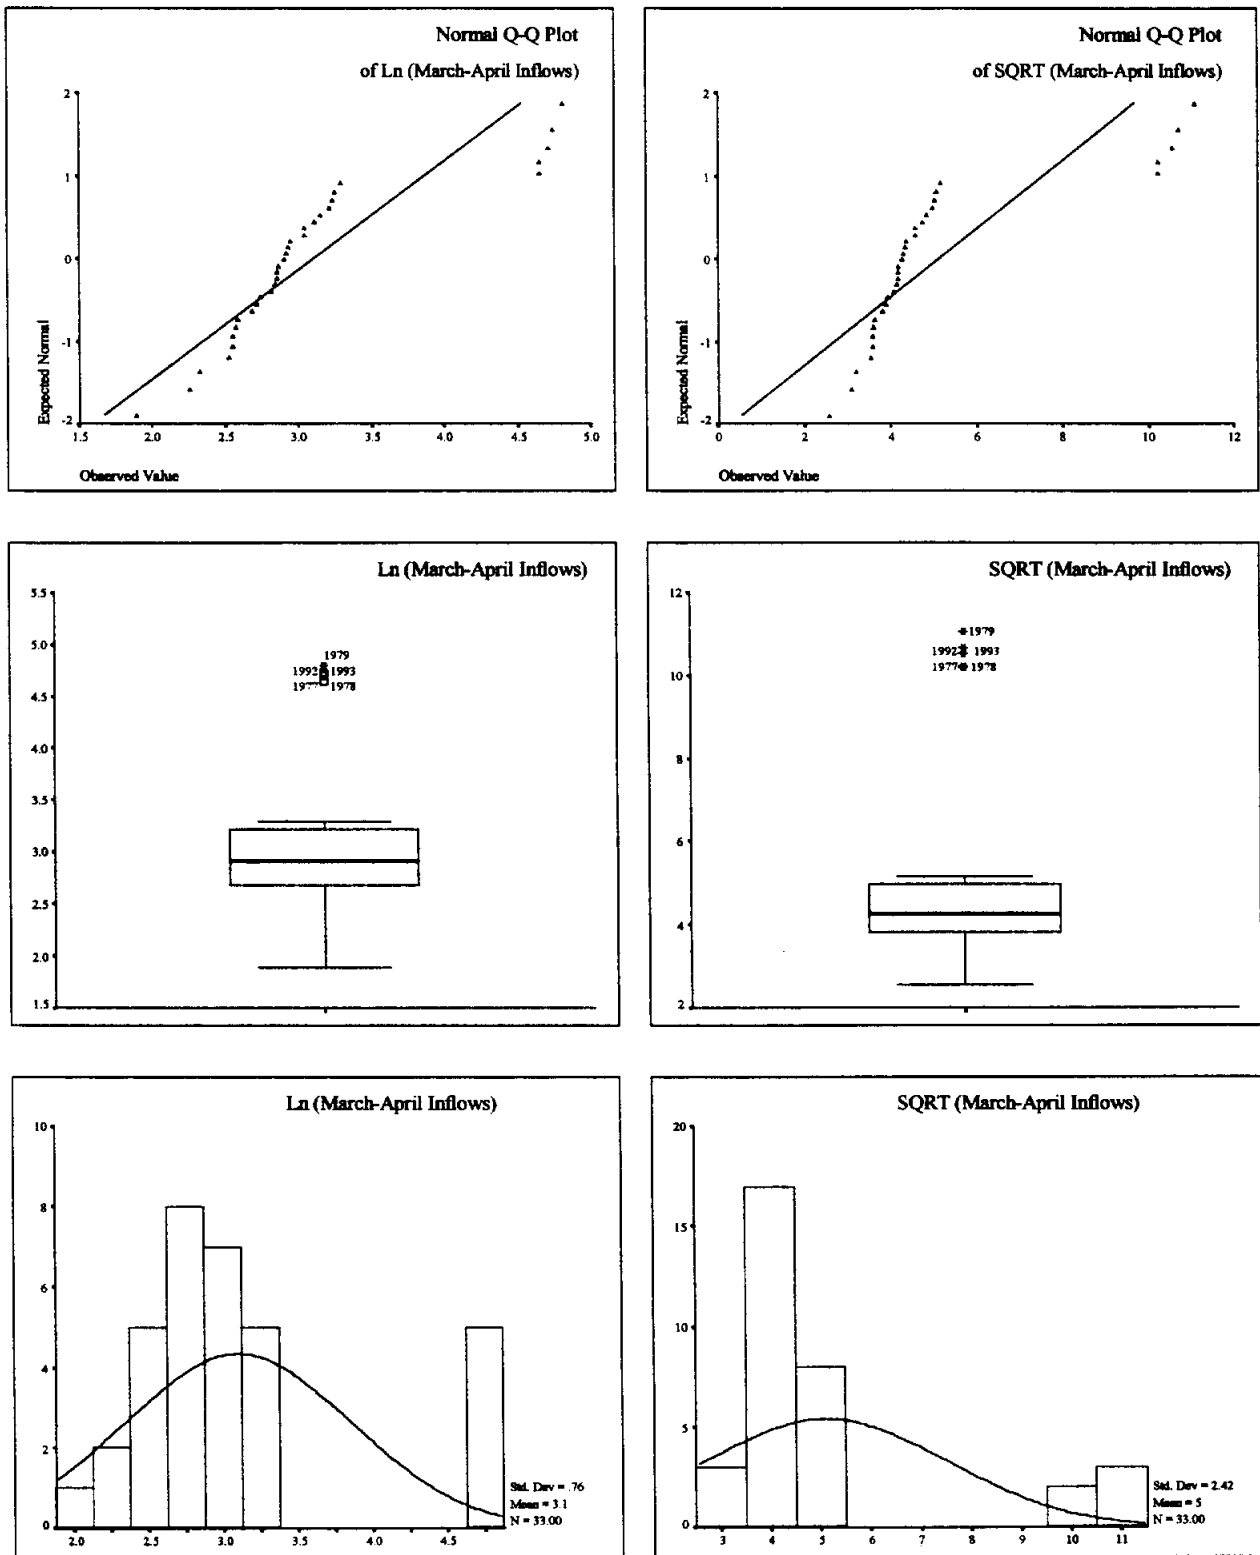 Normal Q-Q Plot
of Ln (March-April Inflows)
2
1
0
-1
-2
Expected Normal
1.5 2.0 2.5 3.0 3.5 4.0 4.5 5.0
Observed Value
Normal Q-Q Plot
of SQRT (March-April Inflows)
2
1
0
-1
-2
Expected Normal
0 2 4 6 8 10 12
Observed Value
Ln (March-April Inflows)
5.5
5.0
4.5
4.0
3.5
3.0
2.5
2.0
1.5
1979
1992 1993
1978
SQRT (March-April Inflows)
12
10
8
6
4
2
1979
1992 1993
1977 1978
Ln (March-April Inflows)
10
8
6
4
2
0
2.0 2.5 3.0 3.5 4.0 4.5
Std. Dev = .76
Mean = 3.1
N = 33.00
SQRT (March-April Inflows)
20
15
10
5
0
3 4 5 6 7 8 9 10 11
Std. Dev = 2.42
Mean = 5
N = 33.00